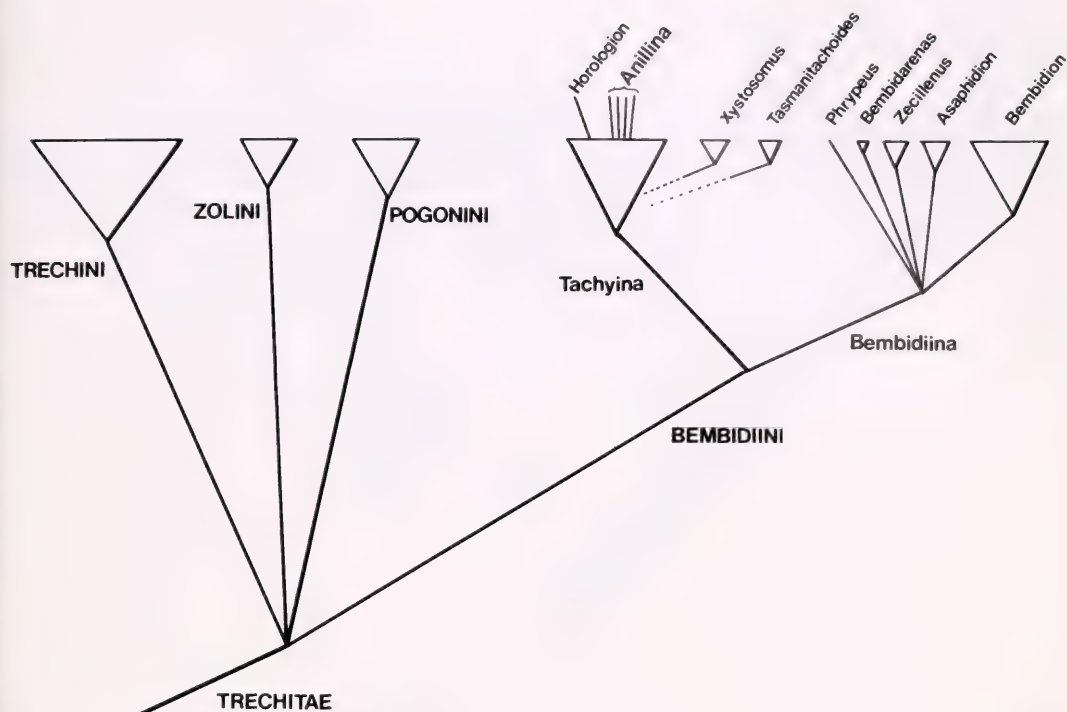 Horologion
Anillina
Xystosomus
Tasmanitachoides
Phrypeus
Bembidarenas
Zecillenus
Asaphidion
Bembidion
ZOLINI
POGONINI
TRECHINI
Tachyina
Bembidiina
BEMBIDIINI
TRECHITAE